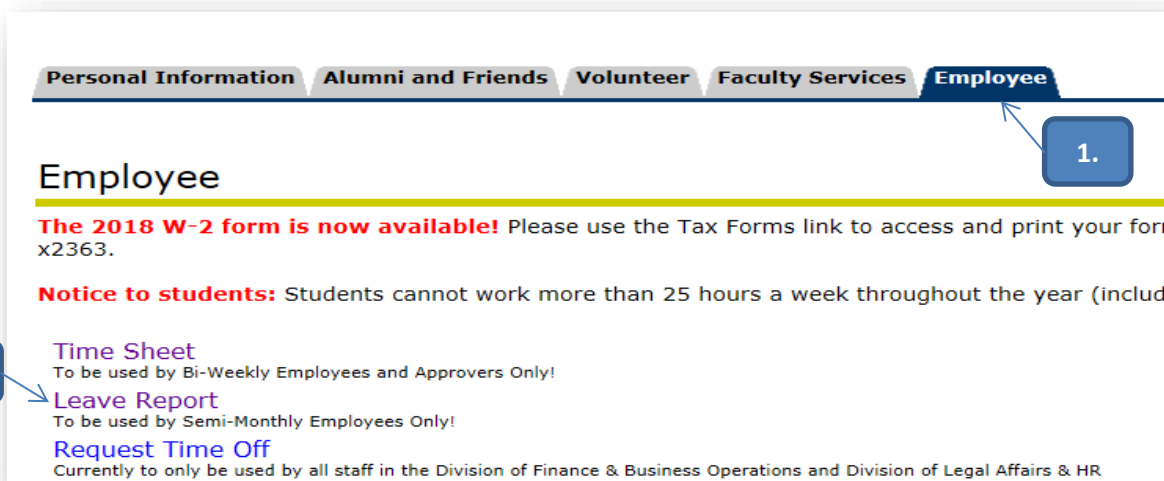 Personal Information Alumni and Friends Volunteer Faculty Services Employee
1.
Employee
The 2018 W-2 form is now available! Please use the Tax Forms link to access and print your
x2363.
Notice to students: Students cannot work more than 25 hours a week throughout the year
Time Sheet
To be used by Bi-Weekly Employees and Approvers Only!
Leave Report
To be used by Semi-Monthly Employees Only!
Request Time Off
Currently to only be used by all staff in the Division of Finance & Business Operations and Division of Legal Affairs & HR